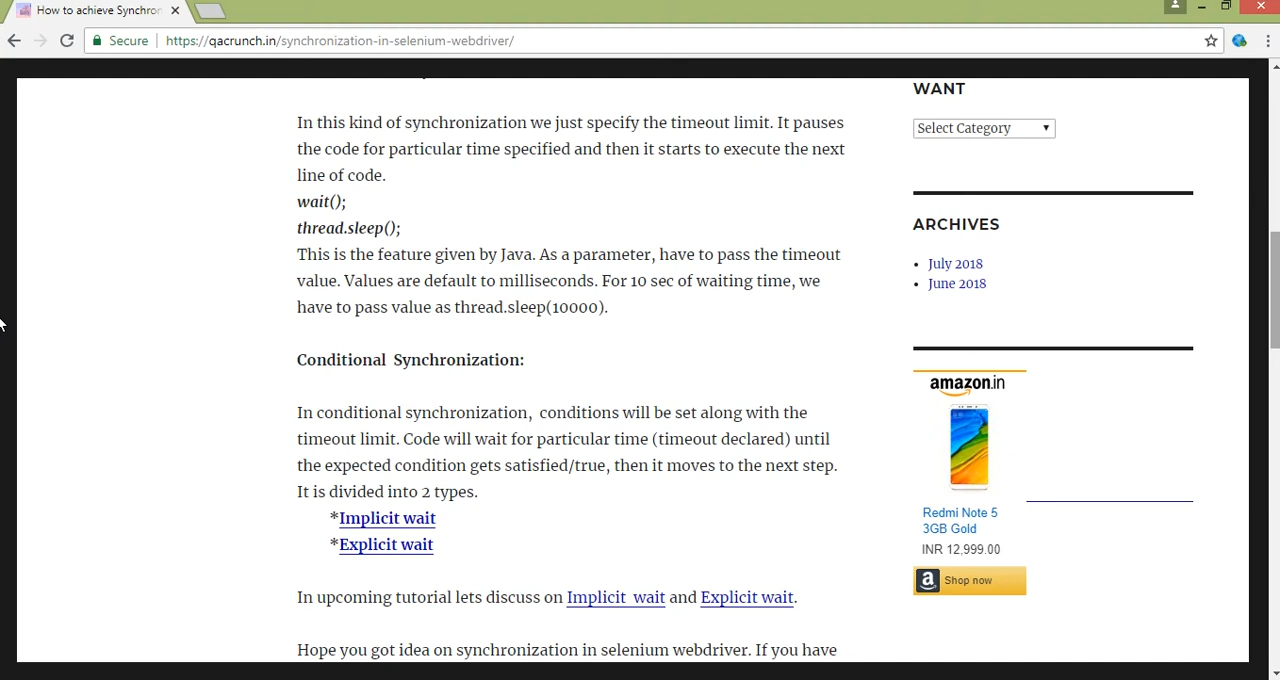 How to achieve Synchron
Secure
https://qacrunch.in/synchronization-in-selenium-webdriver/
In this kind of synchronization we just specify the timeout limit. It pauses
the code for particular time specified and then it starts to execute the next
line of code.
wait();
thread.sleep();
This is the feature given by Java. As a parameter, have to pass the timeout
value. Values are default to milliseconds. For 10 sec of waiting time, we
have to pass value as thread.sleep(10000).
Conditional  Synchronization:
In conditional synchronization,  conditions will be set along with the
timeout limit. Code will wait for particular time (timeout declared) until
the expected condition gets satisfied/true, then it moves to the next step.
It is divided into 2 types.
*Implicit wait
*Explicit wait
In upcoming tutorial lets discuss on Implicit  wait and Explicit wait.
Hope you got idea on synchronization in selenium webdriver. If you have
WANT
Select Category
ARCHIVES
• July 2018
• June 2018
amazon.in
Redmi Note 5
3GB Gold
INR 12,999.00
a Shop now